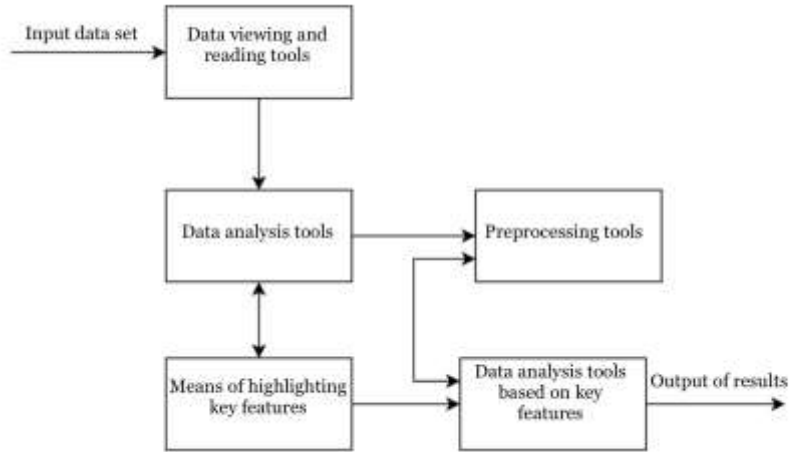 Input data set
Data viewing and
reading tools
Data analysis tools
Preprocessing tools
Means of highlighting
key features
Data analysis tools
based on key
features
Output of results